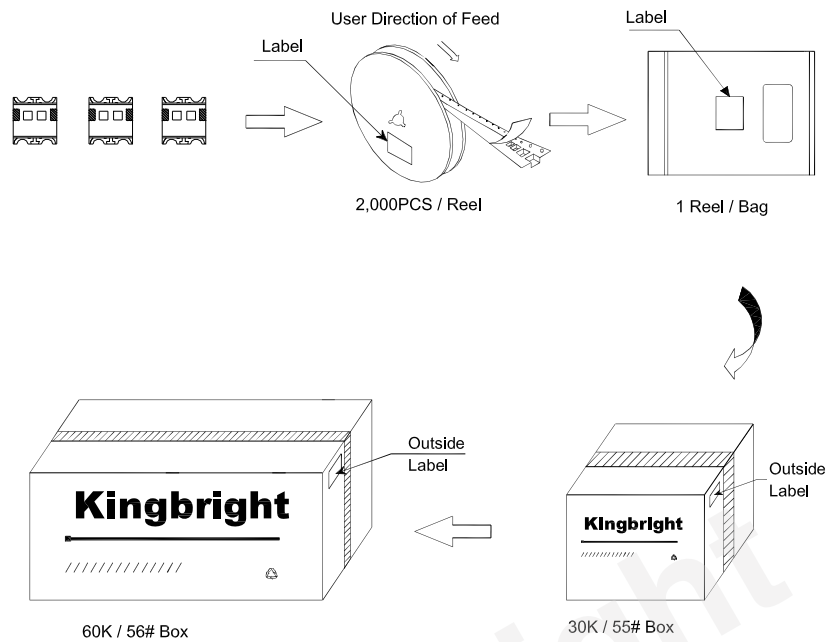 User Direction of Feed
Label
Label
2,000PCS / Reel
1 Reel / Bag
Outside
Label
Kingbright
60K / 56# Box
Outside
Label
Kingbright
30K / 55# Box